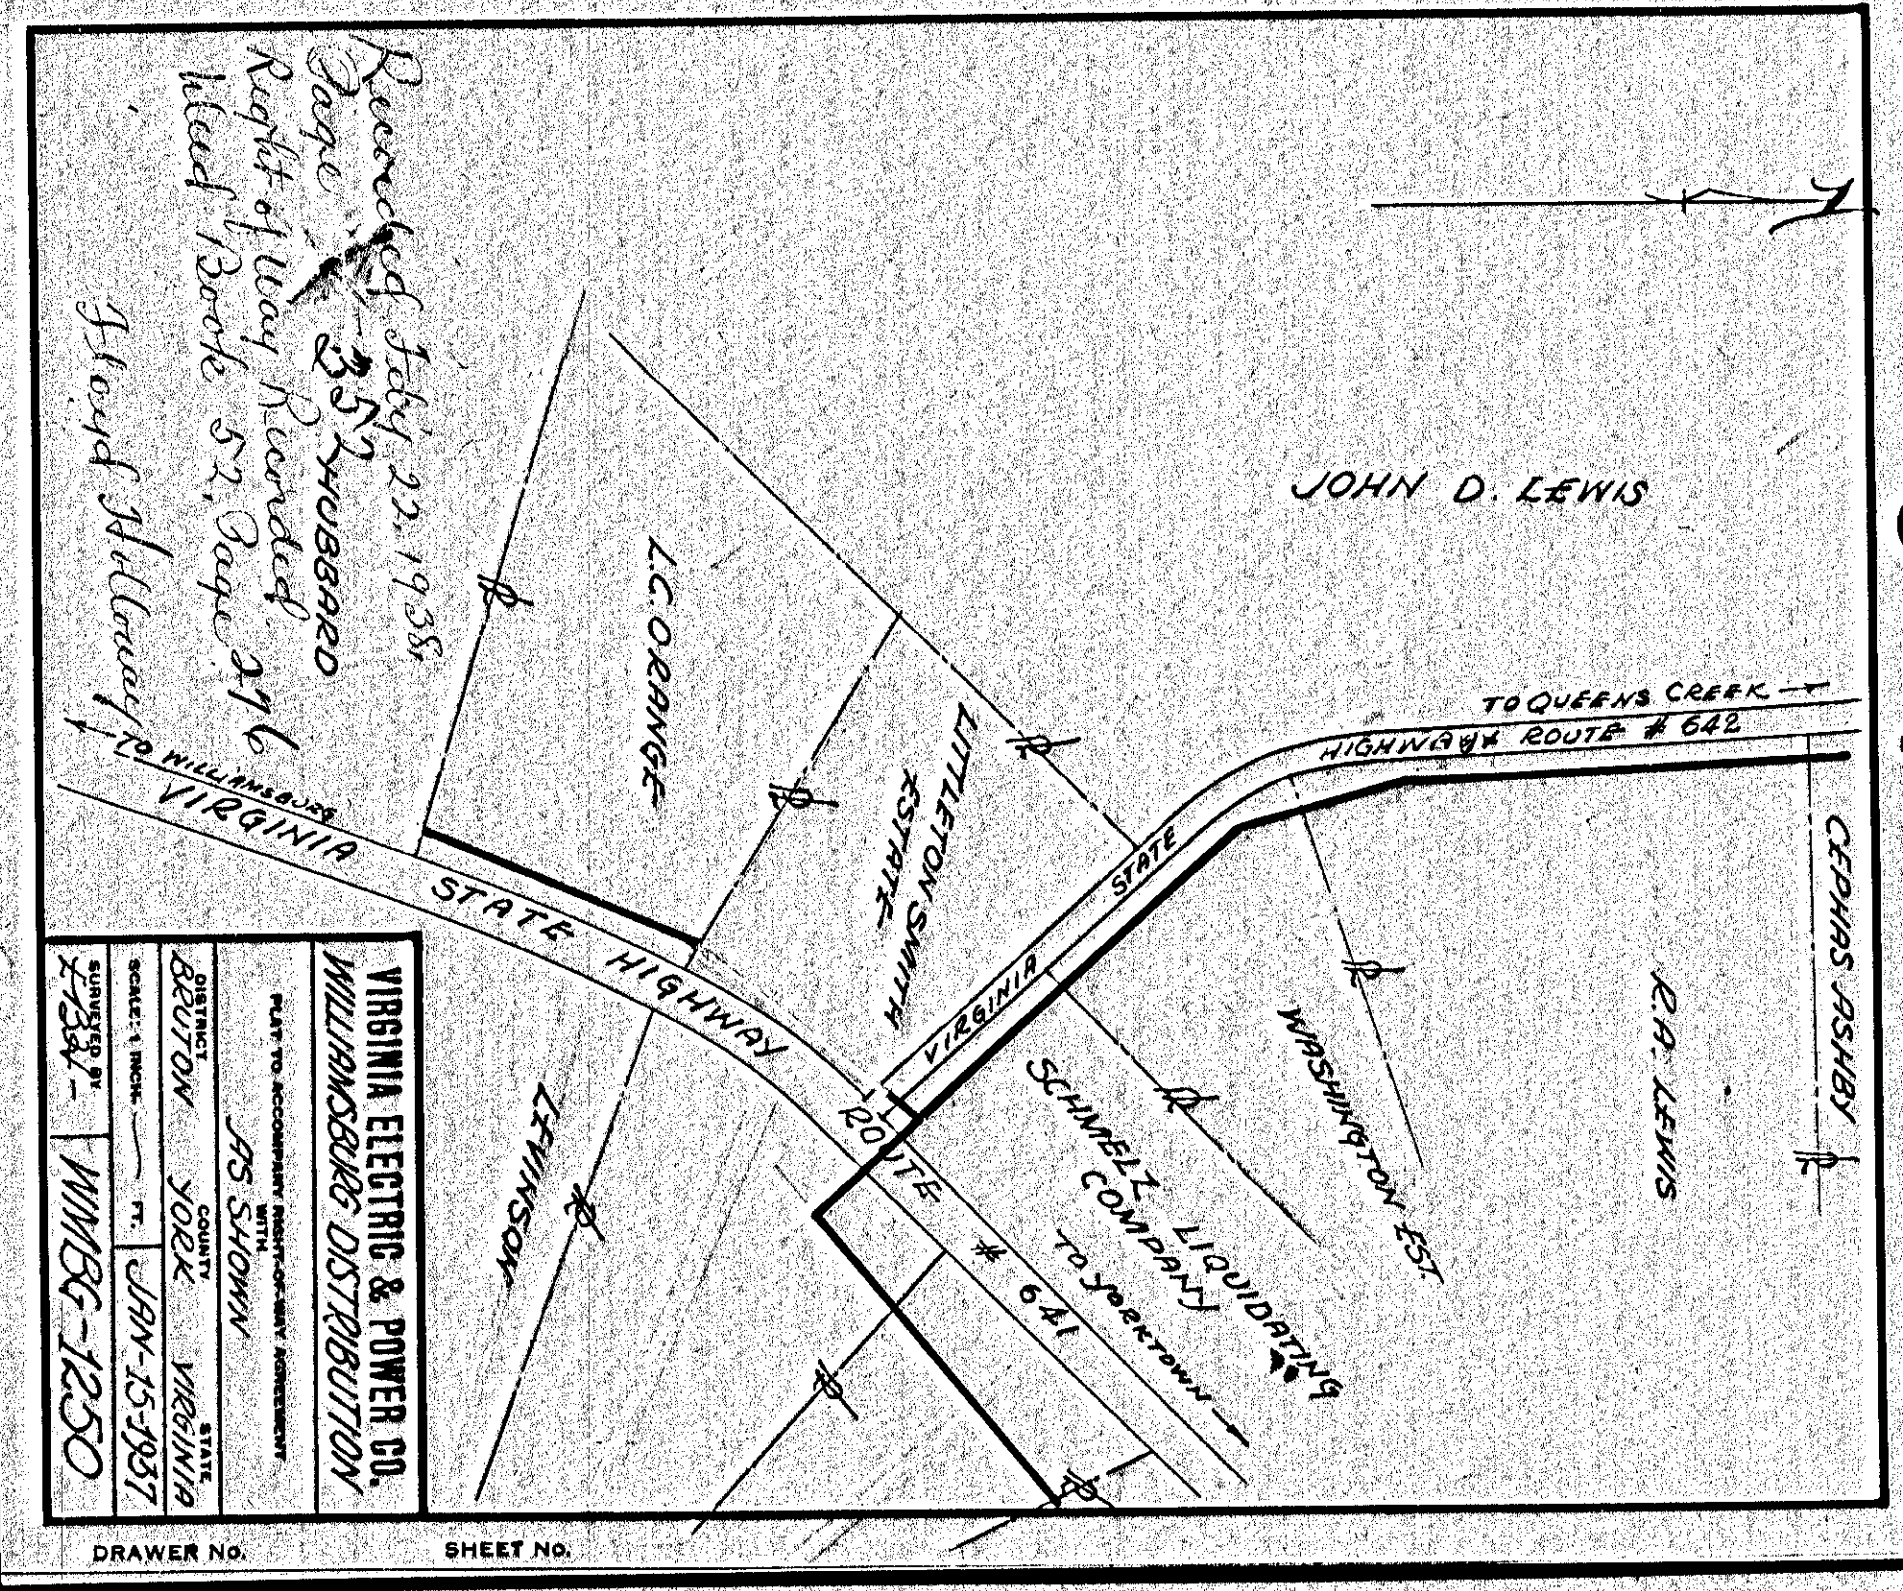 Recorded July 22, 1938,
Page 352
Right of Way Recorded
Deed Book 52, Page 276
Floyd Holloway
HUBBARD
L.C. ORANGE
LITTLETON SMITH
ESTATE
JOHN D. LEWIS
TO QUEENS CREEK
VIRGINIA STATE HIGHWAY ROUTE # 642
CEPHAS ASHBY
R.A. LEWIS
WASHINGTON EST.
SCHMELZ LIQUIDATING
COMPANY
TO YORKTOWN
TO WILLIAMSBURG
VIRGINIA STATE HIGHWAY ROUTE # 641
LEVINSON
VIRGINIA ELECTRIC & POWER CO.
WILLIAMSBURG DISTRIBUTION
PLAT TO ACCOMPANY RIGHT-OF-WAY AGREEMENT
WITH
AS SHOWN
DISTRICT COUNTY STATE
BRUTON YORK VIRGINIA
SCALE: 1 INCH — FT. JAN-15-1937
SURVEYED BY
WMBG-1250
DRAWER NO. SHEET NO.